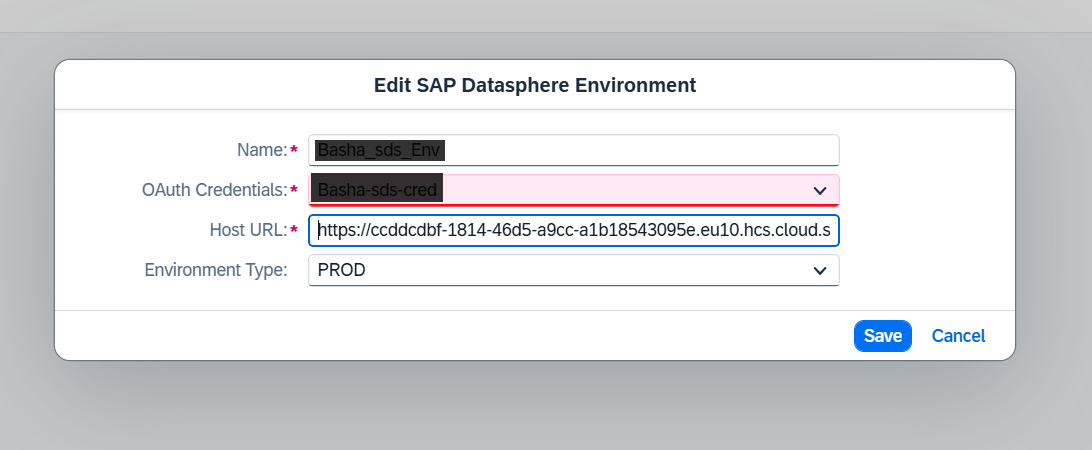 Edit SAP Datasphere Environment
Name:* Basha_sds_Env
OAuth Credentials:* Basha-sds-cred
Host URL:* https://ccddcdbf-1814-46d5-a9cc-a1b18543095e.eu10.hcs.cloud.s
Environment Type: PROD
Save Cancel